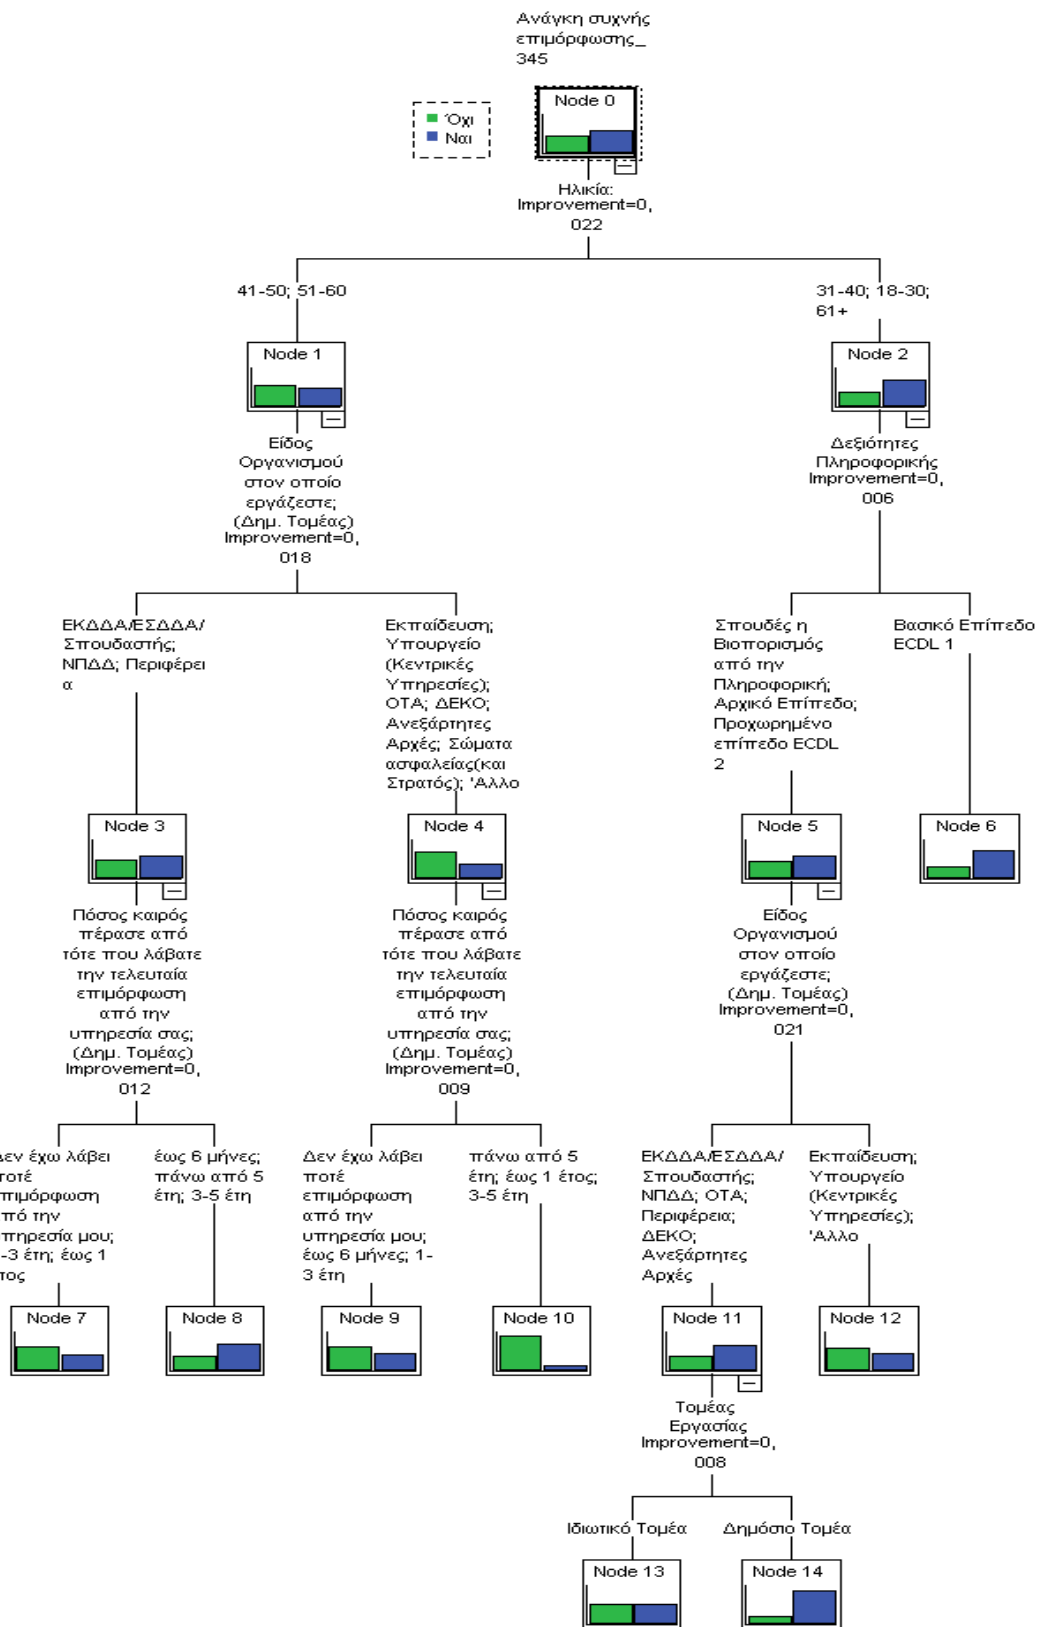 Ανάγκη συχνής
επιμόρφωσης_
345
Node 0
Όχι
Ναι
Ηλικία:
Improvement=0,
022
41-50; 51-60
31-40; 18-30;
61+
Node 1
Node 2
Είδος
Οργανισμού
στον οποίο
εργάζεστε;
(Δημ. Τομέας)
Improvement=0,
018
Δεξιότητες
Πληροφορικής
Improvement=0,
006
ΕΚΔΔΑ/ΕΣΔΔΑ/
Σπουδαστής;
ΝΠΔΔ; Περιφέρει
α
Εκπαίδευση;
Υπουργείο
(Κεντρικές
Υπηρεσίες);
ΟΤΑ; ΔΕΚΟ;
Ανεξάρτητες
Αρχές; Σώματα
ασφαλείας(και
Στρατός); 'Αλλο
Σπουδές η
Βιοπορισμός
από την
Πληροφορική;
Αρχικό Επίπεδο;
Προχωρημένο
επίπεδο ECDL
2
Βασικό Επίπεδο
ECDL 1
Node 3
Node 4
Node 5
Node 6
Πόσος καιρός
πέρασε από
τότε που λάβατε
την τελευταία
επιμόρφωση
από την
υπηρεσία σας;
(Δημ. Τομέας)
Improvement=0,
012
Πόσος καιρός
πέρασε από
τότε που λάβατε
την τελευταία
επιμόρφωση
από την
υπηρεσία σας;
(Δημ. Τομέας)
Improvement=0,
009
Είδος
Οργανισμού
στον οποίο
εργάζεστε;
(Δημ. Τομέας)
Improvement=0,
021
έχω λάβει
έως 6 μήνες;
πάνω από 5
έτη; 3-5 έτη
την
μου;
έτη; έως 1
Δεν έχω λάβει
ποτέ
επιμόρφωση
από την
υπηρεσία μου;
έως 6 μήνες; 1-
3 έτη
πάνω από 5
έτη; έως 1 έτος;
3-5 έτη
ΕΚΔΔΑ/ΕΣΔΔΑ/
Σπουδαστής;
ΝΠΔΔ; ΟΤΑ;
Περιφέρεια;
ΔΕΚΟ;
Ανεξάρτητες
Αρχές
Εκπαίδευση;
Υπουργείο
(Κεντρικές
Υπηρεσίες);
'Αλλο
Node 7
Node 8
Node 9
Node 10
Node 11
Node 12
Τομέας
Εργασίας
Improvement=0,
008
Ιδιωτικό Τομέα
Δημόσιο Τομέα
Node 13
Node 14